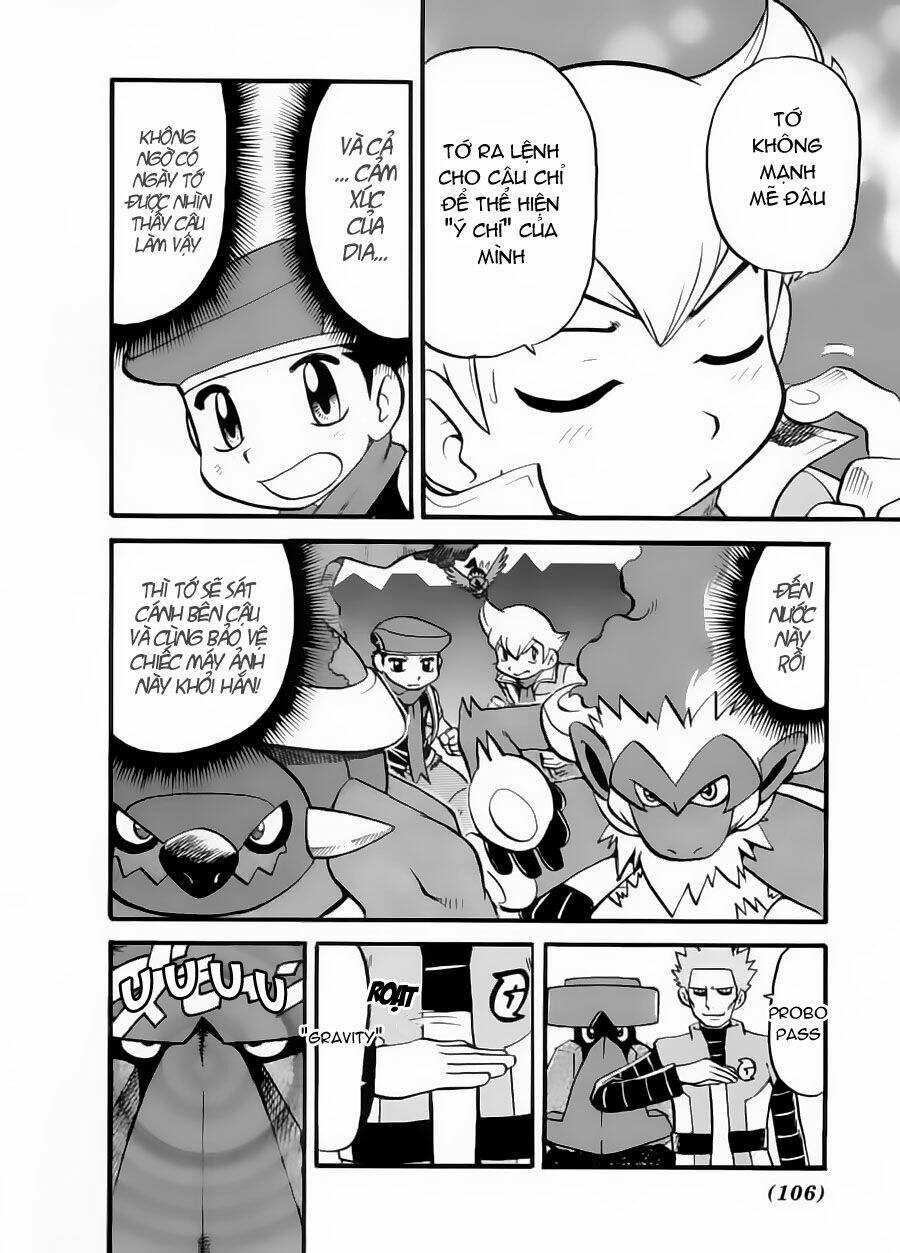 TỚ
KHÔNG
MẠNH
MẼ ĐÂU
TỚ RA LỆNH
CHO CẬU CHỈ
ĐỂ THỂ HIỆN
"Ý CHÍ" CỦA
MÌNH
VÀ CẢ
... CẢM
XÚC
CỦA
DIA...
KHÔNG
NGỜ CÓ
NGÀY TỚ
ĐƯỢC NHÌN
THẤY CẬU
LÀM VẬY
ĐẾN
NƯỚC
NÀY
RỒI
THÌ TỚ SẼ SÁT
CÁNH BÊN CẬU
VÀ CÙNG BẢO VỆ
CHIẾC MÁY ẢNH
NÀY KHỎI HẮN!
PROBO
PASS
ROẠT
"GRAVITY"
Ù Ù Ù Ù
(106)